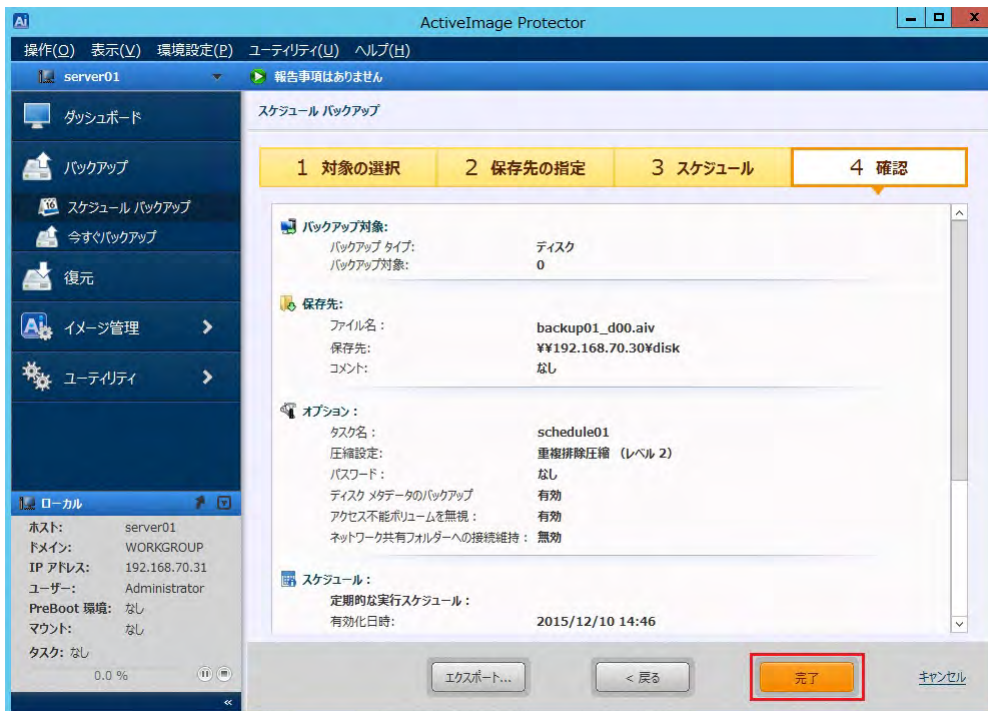 Ai
ActiveImage Protector
操作(O) 表示(V) 環境設定(P) ユーティリティ(U) ヘルプ(H)
server01
報告事項はありません
ダッシュボード
バックアップ
16 スケジュール バックアップ
今すぐバックアップ
復元
Ai イメージ管理
ユーティリティ
ローカル
ホスト: server01
ドメイン: WORKGROUP
IP アドレス: 192.168.70.31
ユーザー: Administrator
PreBoot 環境: なし
マウント: なし
タスク: なし
0.0 %
«
スケジュール バックアップ
1 対象の選択 2 保存先の指定 3 スケジュール 4 確認
バックアップ対象:
バックアップ タイプ: ディスク
バックアップ対象: 0
保存先:
ファイル名 : backup01_d00.aiv
保存先: ¥¥192.168.70.30¥disk
コメント: なし
オプション :
タスク名 : schedule01
圧縮設定: 重複排除圧縮 (レベル 2)
パスワード : なし
ディスク メタデータのバックアップ 有効
アクセス不能ボリュームを無視 : 有効
ネットワーク共有フォルダーへの接続維持 : 無効
スケジュール :
定期的な実行スケジュール :
有効化日時: 2015/12/10 14:46
エクスポート... < 戻る 完了 キャンセル